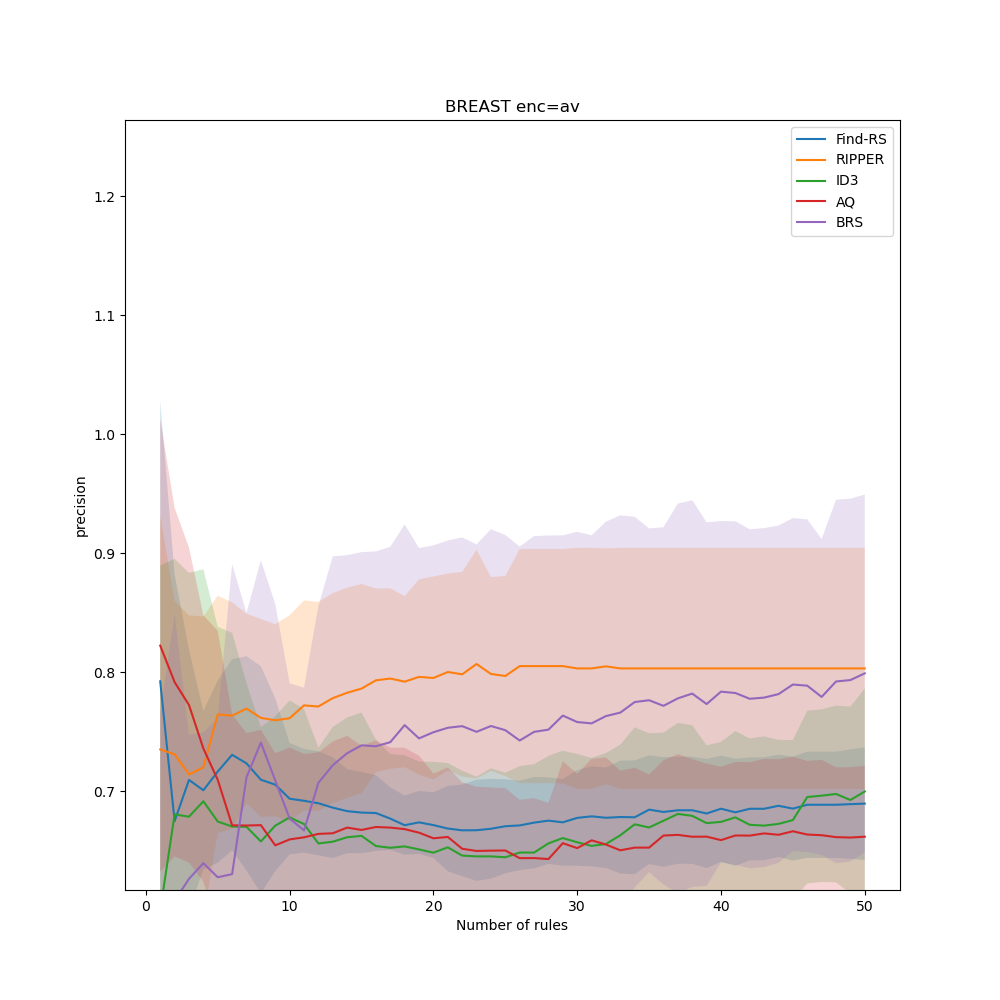 BREAST enc=av
Find-RS
RIPPER
ID3
AQ
BRS
1.2
1.1
1.0
0.9
0.8
0.7
precision
0 10 20 30 40 50
Number of rules